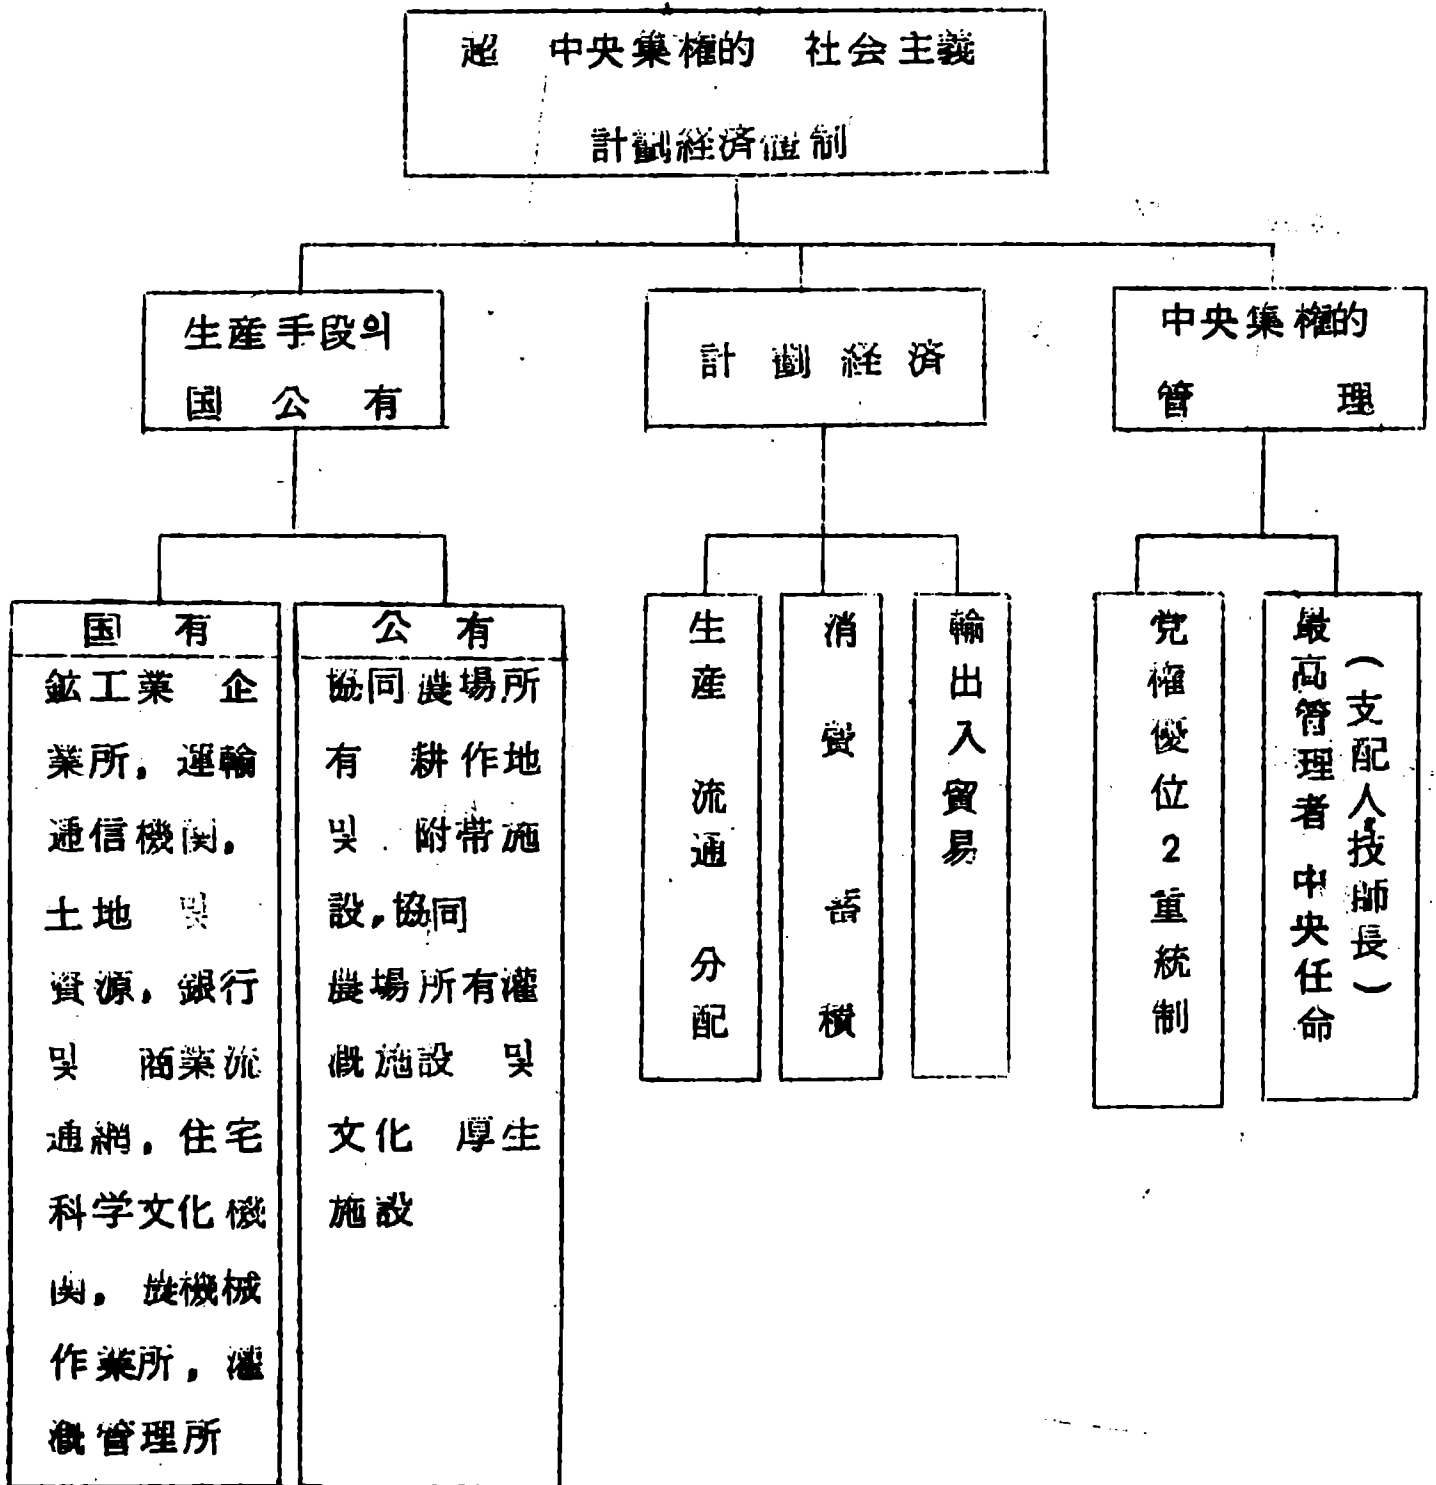 超 中央集権的 社会主義
計劃経済体制
生産手段의
国公有
計劃経済
中央集権的
管理
国有
鉱工業 企
業所, 運輸
通信機関,
土地 및
資源, 銀行
및 商業流
通網, 住宅
科学文化機
関, 農機械
作業所, 灌
漑管理所
公有
協同農場所
有 耕作地
및 附帯施
設, 協同
農場所有灌
漑施設 및
文化 厚生
施設
生産 流通 分配
消費 蓄積
輸出入貿易
党権優位2重統制
最高管理者 中央任命
(支配人,技師長)